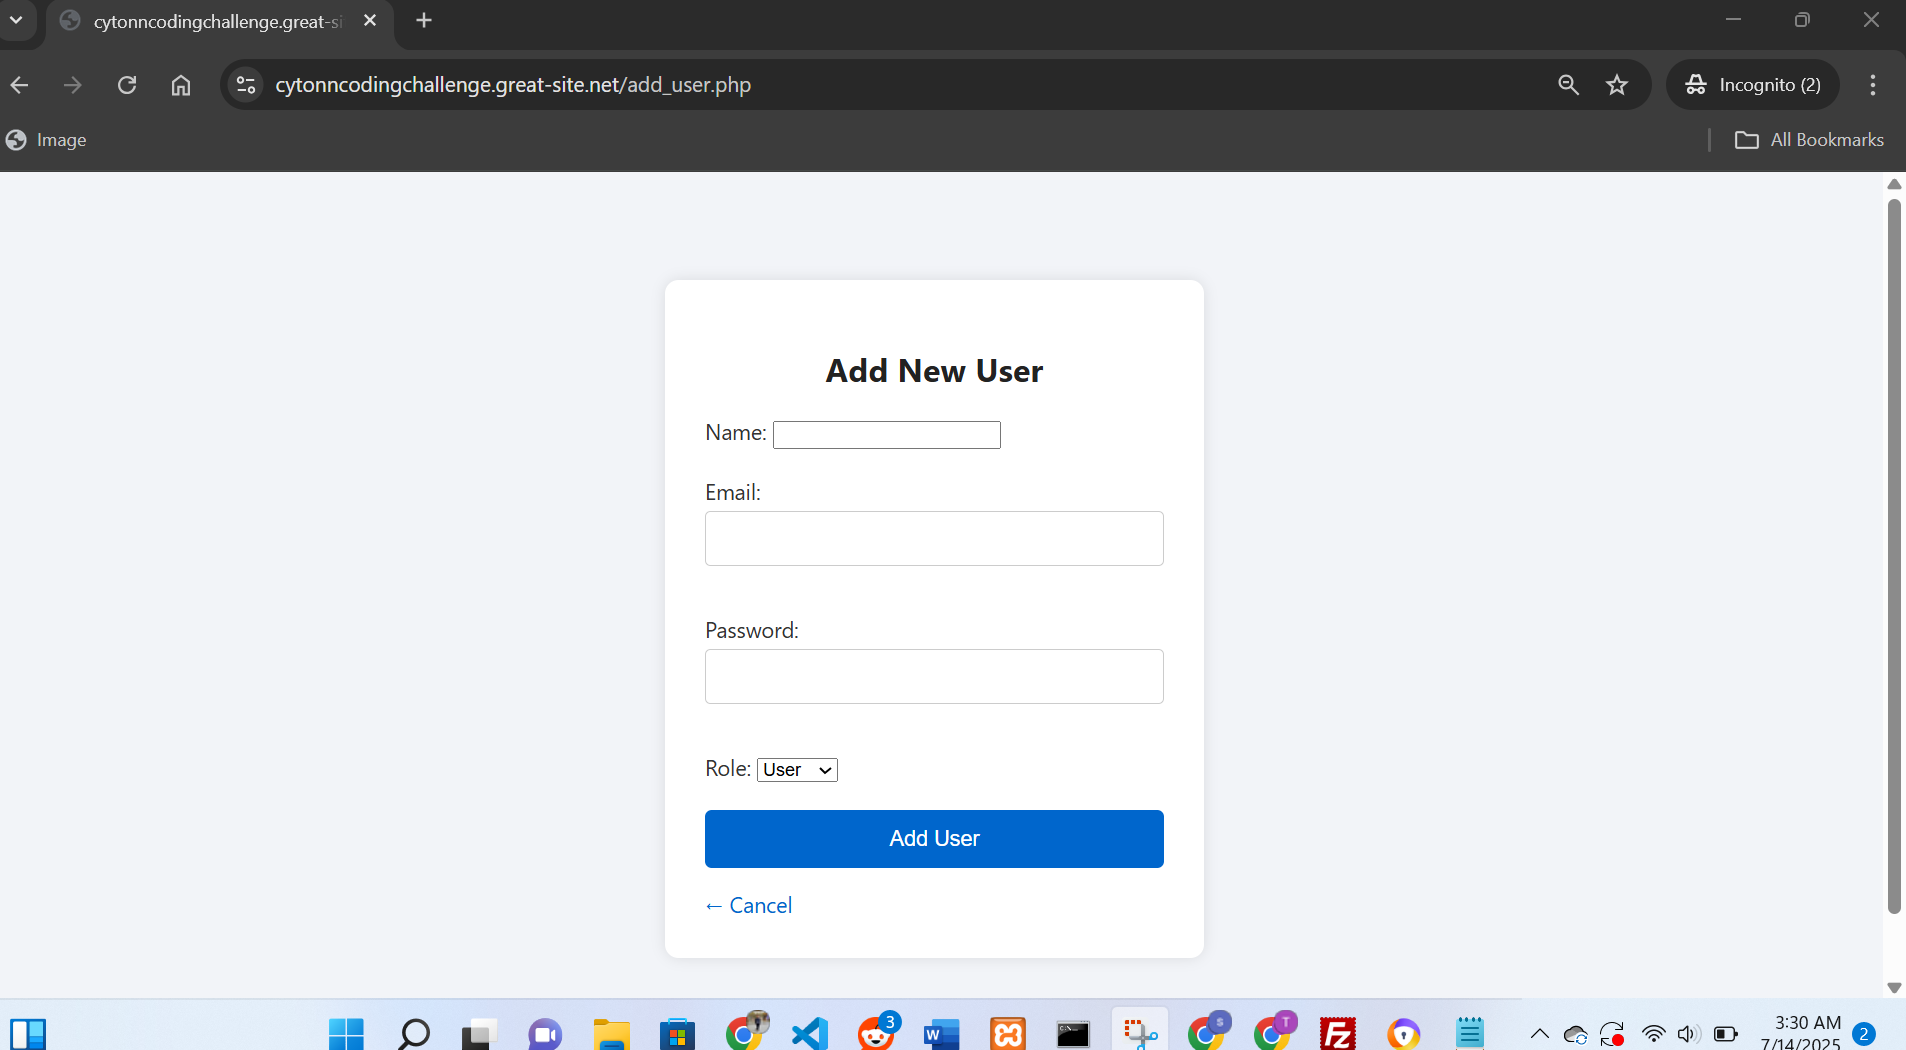 cytonncodingchallenge.great-si
cytonncodingchallenge.great-site.net/add_user.php
Incognito (2)
Image
All Bookmarks
Add New User
Name:
Email:
Password:
Role: User
Add User
← Cancel
3
W
C:\_
S
T
FZ
3:30 AM
7/14/2025
2